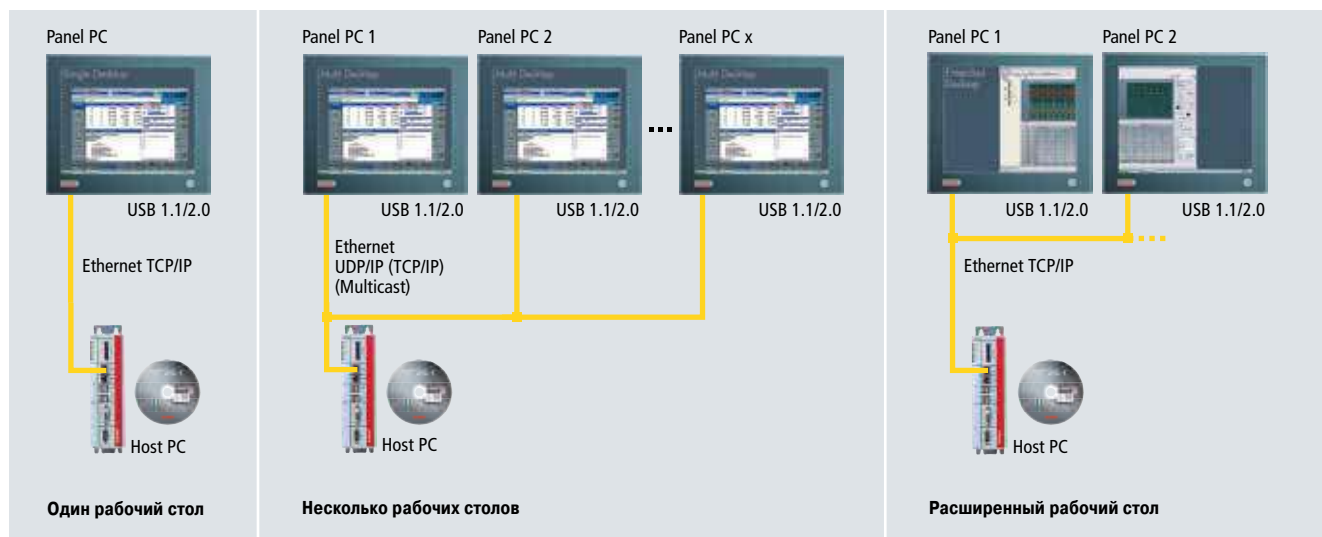 Panel PC
Single Desktop
USB 1.1/2.0
Ethernet TCP/IP
Host PC
Один рабочий стол
Panel PC 1
Panel PC 2
Panel PC x
Multi Desktop
Multi Desktop
Multi Desktop
...
USB 1.1/2.0
USB 1.1/2.0
USB 1.1/2.0
Ethernet
UDP/IP (TCP/IP)
(Multicast)
Host PC
Несколько рабочих столов
Panel PC 1
Panel PC 2
Desktop
USB 1.1/2.0
USB 1.1/2.0
Ethernet TCP/IP
Host PC
Расширенный рабочий стол